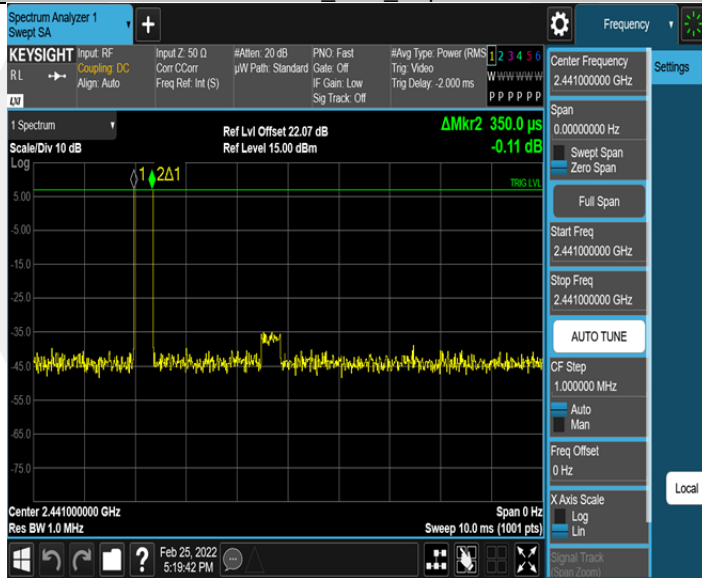 Spectrum Analyzer 1
Swept SA
+
Frequency
KEYSIGHT
RL
LXI
Input: RF
Coupling: DC
Align: Auto
Input Z: 50 Ω
Corr CCorr
Freq Ref: Int (S)
#Atten: 20 dB
µW Path: Standard
PNO: Fast
Gate: Off
IF Gain: Low
Sig Track: Off
#Avg Type: Power (RMS
Trig: Video
Trig Delay: -2.000 ms
1 2 3 4 5 6
W W W W W W
P P P P P P
1 Spectrum
Scale/Div 10 dB
Log
Ref Lvl Offset 22.07 dB
Ref Level 15.00 dBm
ΔMkr2 350.0 µs
-0.11 dB
1
2Δ1
TRIG LVL
5.00
-5.00
-15.0
-25.0
-35.0
-45.0
-55.0
-65.0
-75.0
Center 2.441000000 GHz
Res BW 1.0 MHz
Span 0 Hz
Sweep 10.0 ms (1001 pts)
?
Feb 25, 2022
5:19:42 PM
Center Frequency
2.441000000 GHz
Span
0.00000000 Hz
Swept Span
Zero Span
Full Span
Start Freq
2.441000000 GHz
Stop Freq
2.441000000 GHz
AUTO TUNE
CF Step
1.000000 MHz
Auto
Man
Freq Offset
0 Hz
X Axis Scale
Log
Lin
Signal Track
(Span Zoom)
Settings
Local